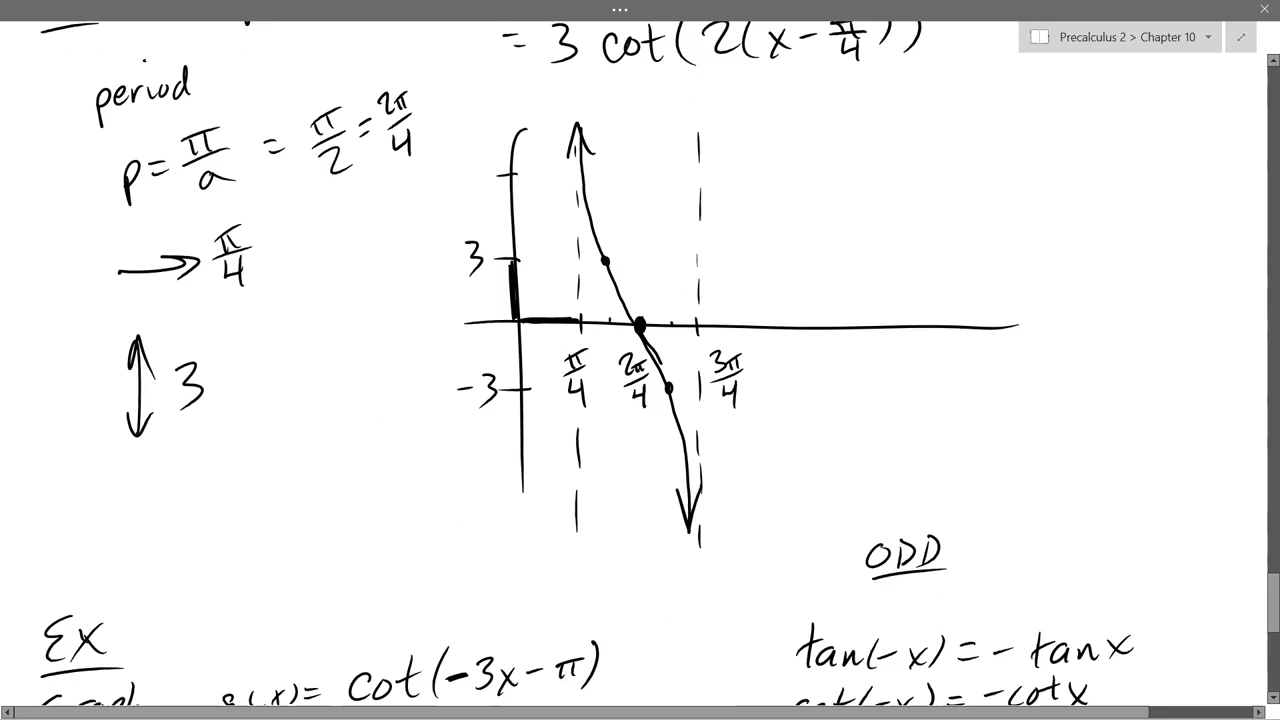 Precalculus 2 > Chapter 10
= 3 cot(2(x - π/4))
period
p = π/a = π/2 = 2π/4
→ π/4
↕ 3
3
-3
π/4 2π/4 3π/4
ODD
Ex
g(x) = cot(-3x - π)
tan(-x) = - tan x
cot(-x) = -cot x